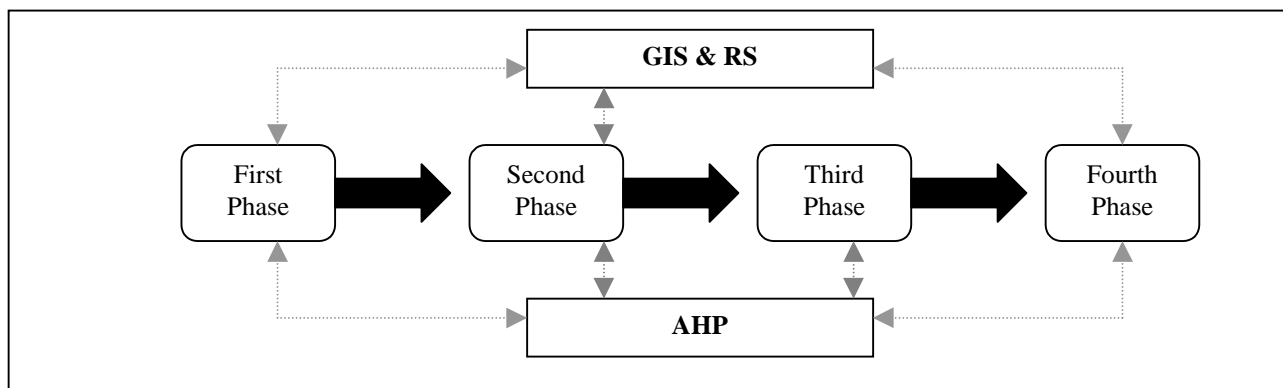 GIS & RS
First
Phase
Second
Phase
Third
Phase
Fourth
Phase
AHP